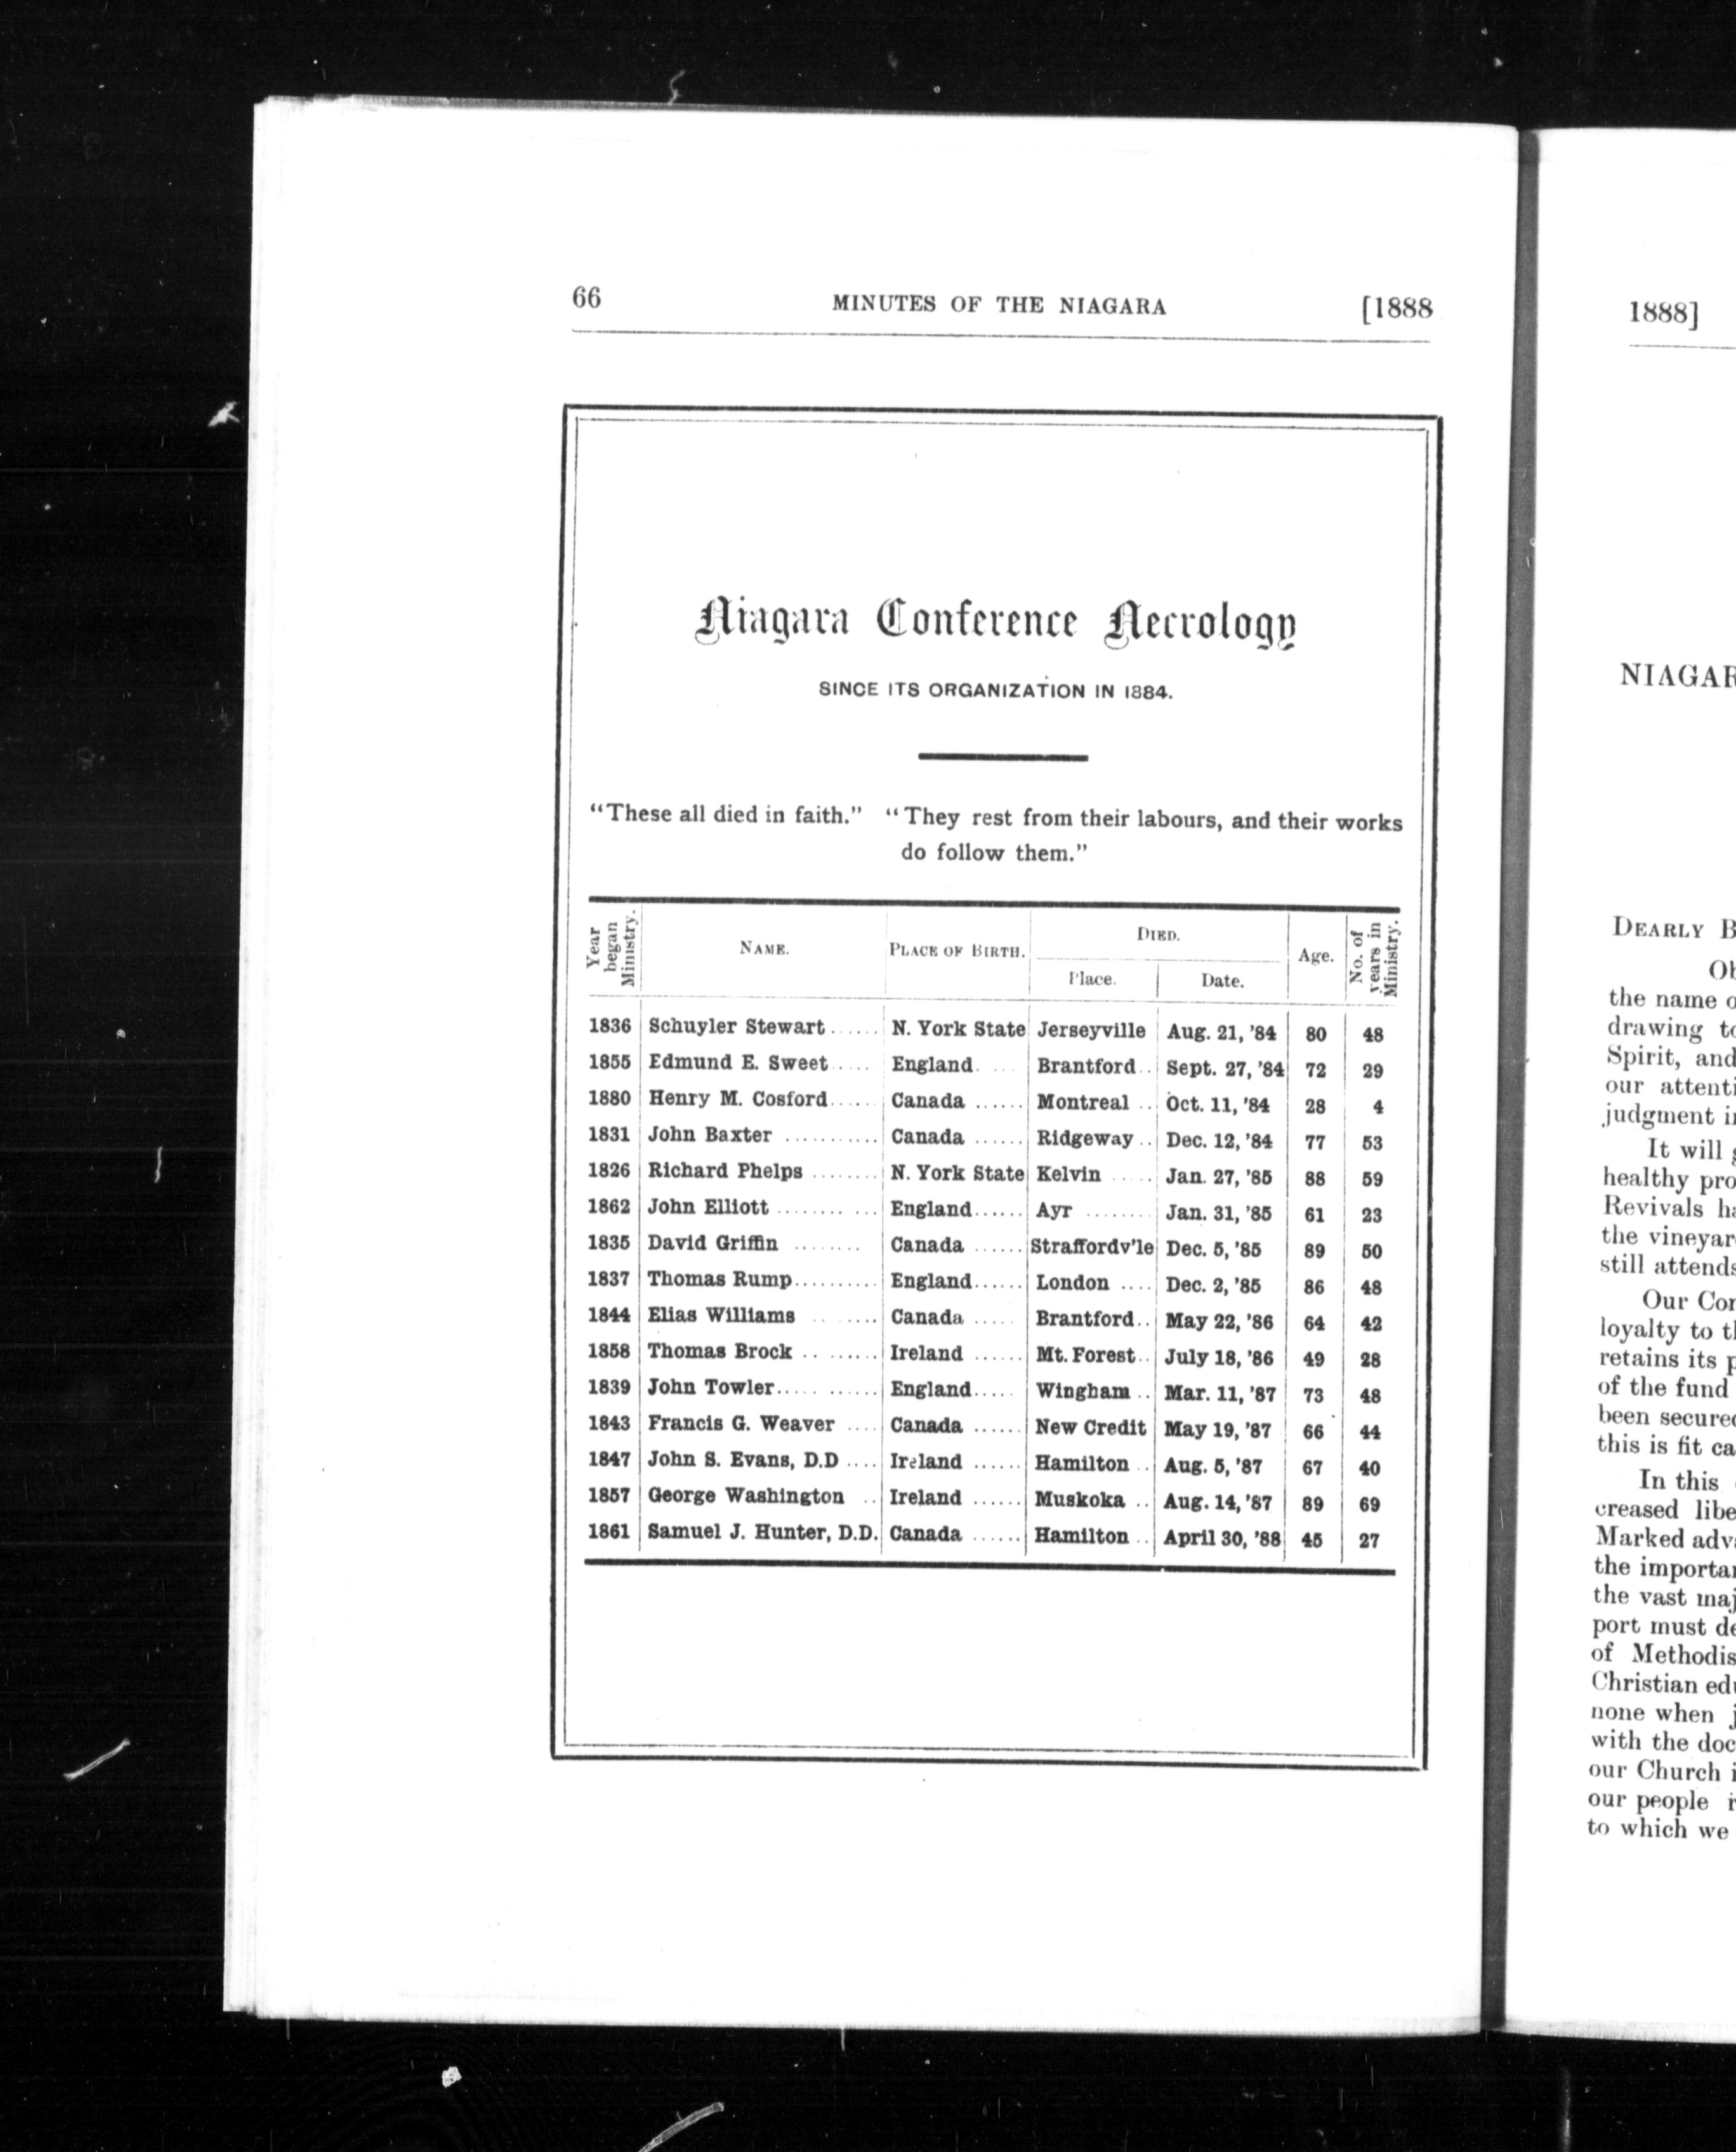 66 MINUTES OF THE NIAGARA [1888
Niagara Conference Necrology
SINCE ITS ORGANIZATION IN 1884.
"These all died in faith." "They rest from their labours, and their works
do follow them."
Year began Ministry. NAME. PLACE OF BIRTH. DIED. Place. Date. Age. No. of years in Ministry.
1836 Schuyler Stewart ...... N. York State Jerseyville Aug. 21, '84 80 48
1855 Edmund E. Sweet ..... England. ... Brantford .. Sept. 27, '84 72 29
1880 Henry M. Cosford ...... Canada ...... Montreal .. Oct. 11, '84 28 4
1831 John Baxter ........... Canada ...... Ridgeway .. Dec. 12, '84 77 53
1826 Richard Phelps ........ N. York State Kelvin ..... Jan. 27, '85 88 59
1862 John Elliott ........ ... England ...... Ayr ........ Jan. 31, '85 61 23
1835 David Griffin ........ Canada ...... Straffordv'le Dec. 5, '85 89 50
1837 Thomas Rump .......... England ...... London .... Dec. 2, '85 86 48
1844 Elias Williams .. ...... Canada ..... Brantford .. May 22, '86 64 42
1858 Thomas Brock .. ........ Ireland ...... Mt. Forest .. July 18, '86 49 28
1839 John Towler .... ....... England ..... Wingham .. Mar. 11, '87 73 48
1843 Francis G. Weaver .... Canada ...... New Credit May 19, '87 66 44
1847 John S. Evans, D.D .... Ireland ...... Hamilton .. Aug. 5, '87 67 40
1857 George Washington .. Ireland ...... Muskoka .. Aug. 14, '87 89 69
1861 Samuel J. Hunter, D.D. Canada ...... Hamilton .. April 30, '88 45 27
1888]
NIAGAR
DEARLY B
Ob
the name o
drawing to
Spirit, and
our attenti
judgment in
It will g
healthy pro
Revivals ha
the vineyar
still attends
Our Con
loyalty to th
retains its p
of the fund
been secured
this is fit ca
In this
creased libe
Marked adva
the importan
the vast maj
port must de
of Methodis
Christian edu
none when j
with the doc
our Church i
our people i
to which we